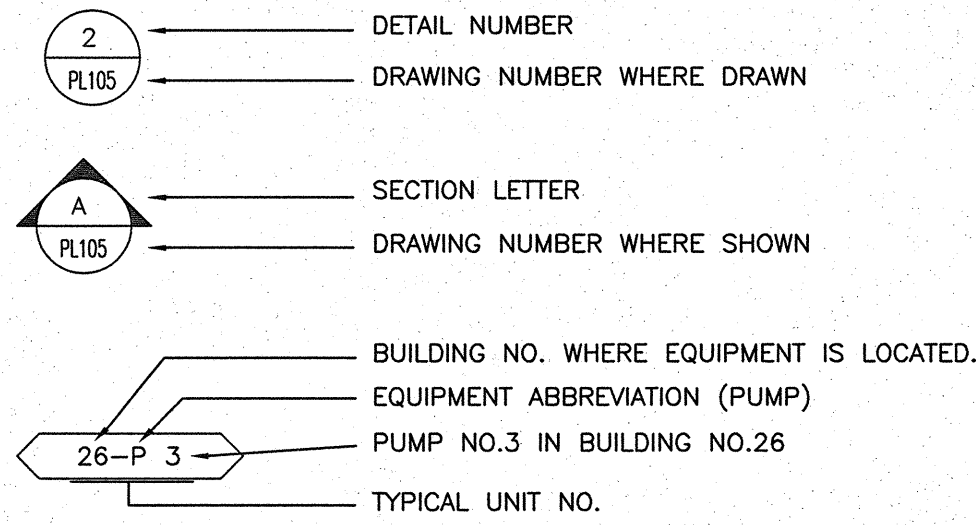 2
DETAIL NUMBER
PL105
DRAWING NUMBER WHERE DRAWN
A
SECTION LETTER
PL105
DRAWING NUMBER WHERE SHOWN
BUILDING NO. WHERE EQUIPMENT IS LOCATED.
EQUIPMENT ABBREVIATION (PUMP)
26-P 3
PUMP NO.3 IN BUILDING NO.26
TYPICAL UNIT NO.